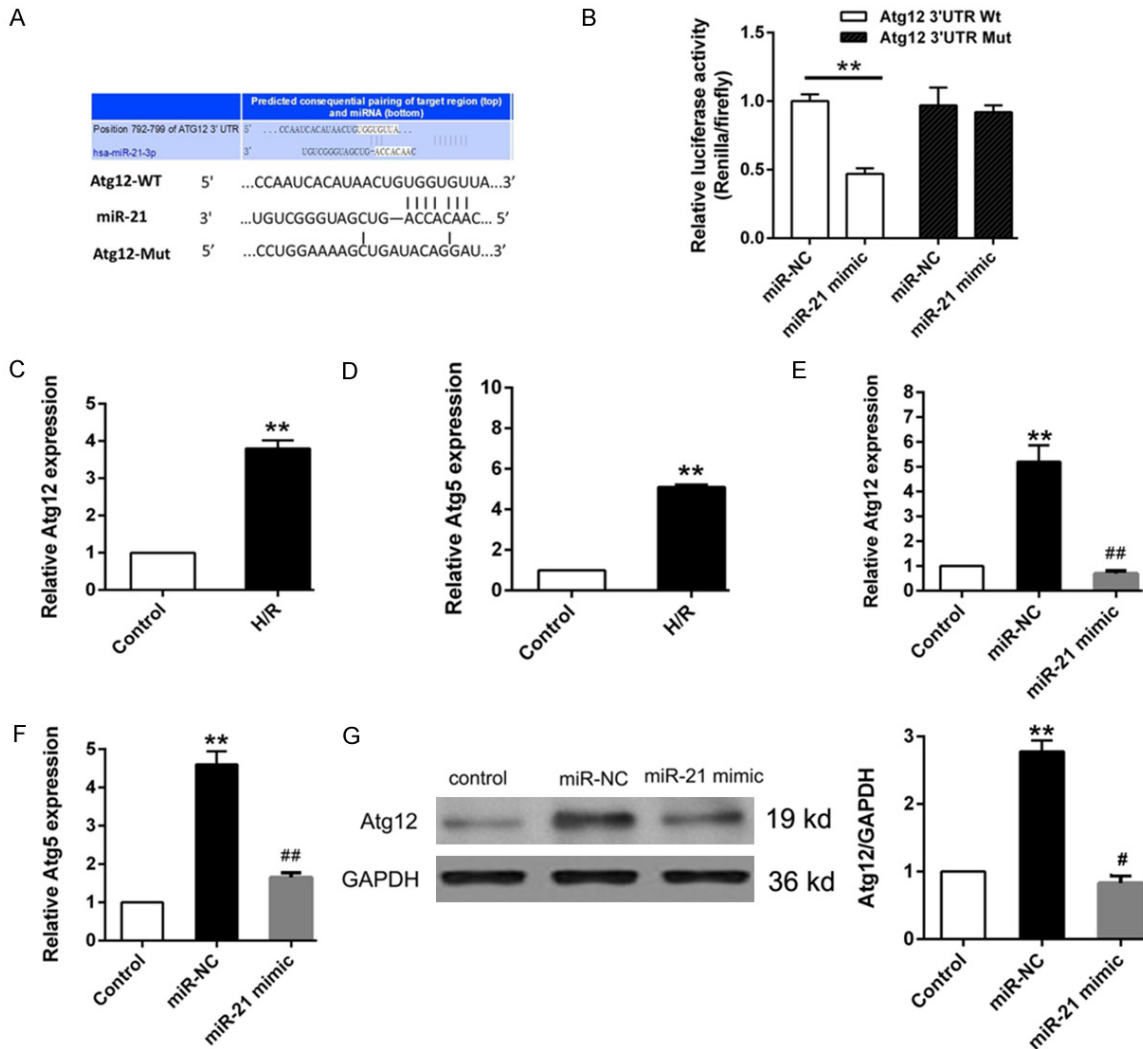 A
Predicted consequential pairing of target region (top)
and miRNA (bottom)
Position 792-799 of ATG12 3' UTR 5' ...CCAAUCACAUAACUGUGGUGUUA...
hsa-miR-21-3p 3' UGUCGGGUAGCUG-ACCACAAC
Atg12-WT 5' ...CCAAUCACAUAACUGUGGUGUUA...3'
miR-21 3' ...UGUCGGGUAGCUG—ACCACAAC... 5'
Atg12-Mut 5' ...CCUGGAAAAGCUGAUACAGGAU...3'
B
Atg12 3'UTR Wt
Atg12 3'UTR Mut
Relative luciferase activity
(Renilla/firefly)
1.5
1.0
0.5
0.0
**
miR-NC
miR-21 mimic
miR-NC
miR-21 mimic
C
Relative Atg12 expression
5
4
3
2
1
0
**
Control
H/R
D
Relative Atg5 expression
10
8
6
4
2
0
**
Control
H/R
E
Relative Atg12 expression
8
7
6
5
4
3
2
1
0
**
##
Control
miR-NC
miR-21 mimic
F
Relative Atg5 expression
5
4
3
2
1
0
**
##
Control
miR-NC
miR-21 mimic
G
control miR-NC miR-21 mimic
Atg12 19 kd
GAPDH 36 kd
Atg12/GAPDH
3
2
1
0
**
#
Control
miR-NC
miR-21 mimic